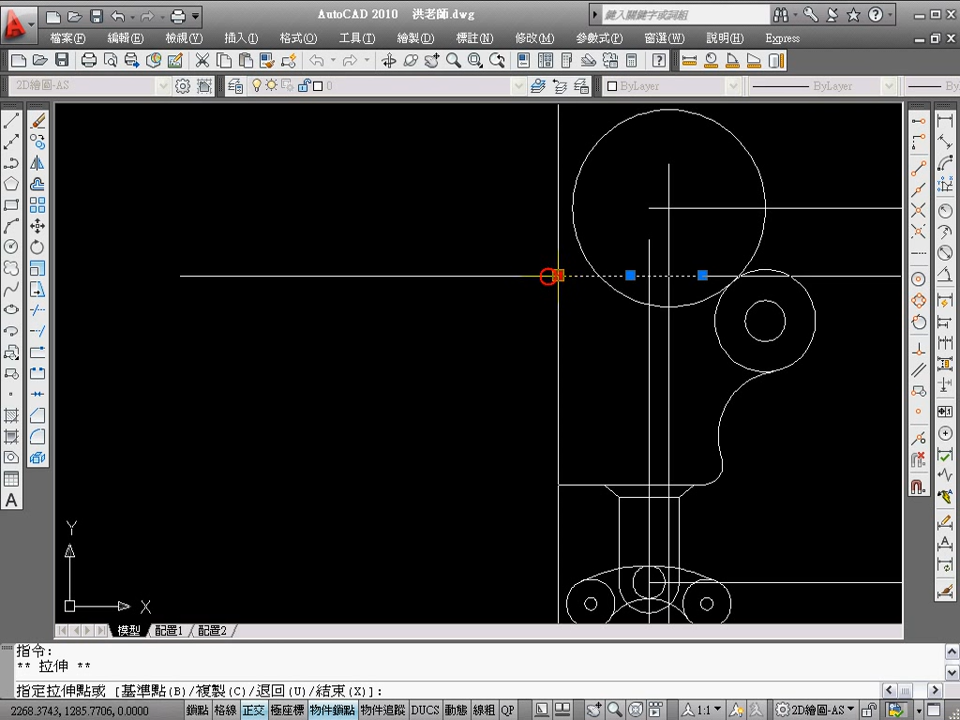 AutoCAD 2010 洪老師.dwg
鍵入關鍵字或詞組
檔案(F) 編輯(E) 檢視(V) 插入(I) 格式(O) 工具(T) 繪製(D) 標註(N) 修改(M) 參數式(P) 窗選(W) 說明(H) Express
2D繪圖-AS 0 ByLayer ByLayer
Y
X
A
模型 配置1 配置2
指令:
** 拉伸 **
指定拉伸點或 [基準點(B)/複製(C)/退回(U)/結束(X)]:
2268.3743, 1285.7706, 0.0000 鎖點 格線 正交 極座標 物件鎖點 物件追蹤 DUCS 動態 線粗 QP 1:1 2D繪圖-AS